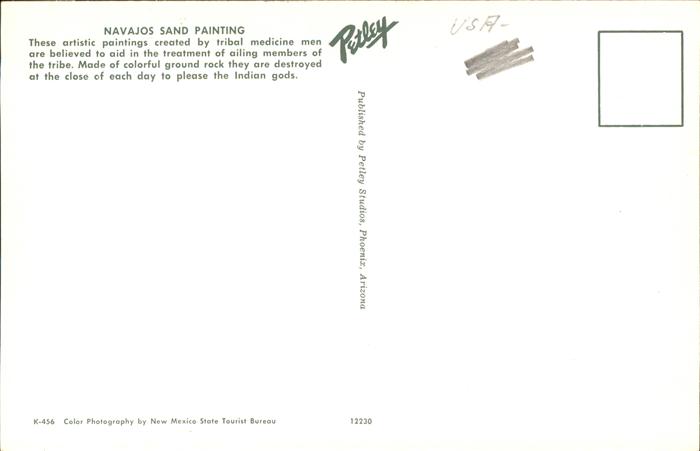 NAVAJOS SAND PAINTING
These artistic paintings created by tribal medicine men
are believed to aid in the treatment of ailing members of
the tribe. Made of colorful ground rock they are destroyed
at the close of each day to please the Indian gods.
Petley
USA-
Published by Petley Studios, Phoenix, Arizona
K-456 Color Photography by New Mexico State Tourist Bureau
12230